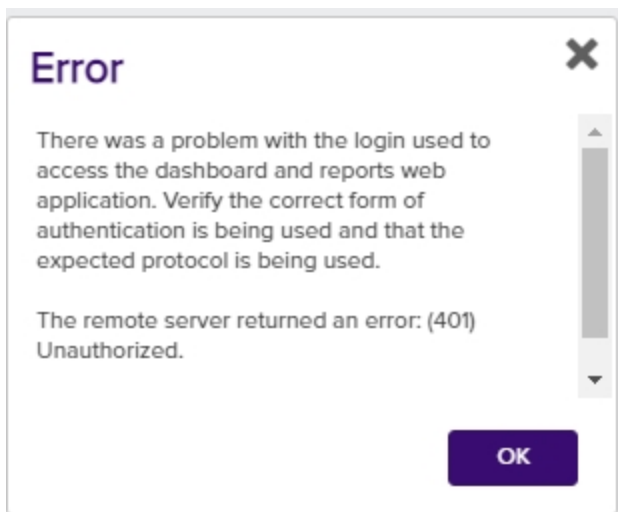 Error
There was a problem with the login used to
access the dashboard and reports web
application. Verify the correct form of
authentication is being used and that the
expected protocol is being used.
The remote server returned an error: (401)
Unauthorized.
OK